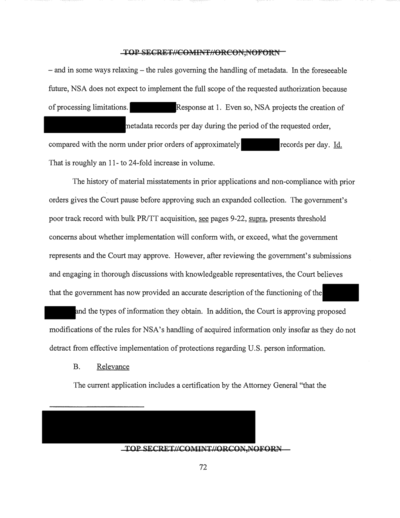 TOP SECRET//COMINT//ORCON,NOFORN
– and in some ways relaxing – the rules governing the handling of metadata. In the foreseeable
future, NSA does not expect to implement the full scope of the requested authorization because
of processing limitations. Response at 1. Even so, NSA projects the creation of
metadata records per day during the period of the requested order,
compared with the norm under prior orders of approximately records per day. Id.
That is roughly an 11- to 24-fold increase in volume.
The history of material misstatements in prior applications and non-compliance with prior
orders gives the Court pause before approving such an expanded collection. The government's
poor track record with bulk PR/TT acquisition, see pages 9-22, supra, presents threshold
concerns about whether implementation will conform with, or exceed, what the government
represents and the Court may approve. However, after reviewing the government's submissions
and engaging in thorough discussions with knowledgeable representatives, the Court believes
that the government has now provided an accurate description of the functioning of the
and the types of information they obtain. In addition, the Court is approving proposed
modifications of the rules for NSA's handling of acquired information only insofar as they do not
detract from effective implementation of protections regarding U.S. person information.
B. Relevance
The current application includes a certification by the Attorney General "that the
TOP SECRET//COMINT//ORCON,NOFORN
72